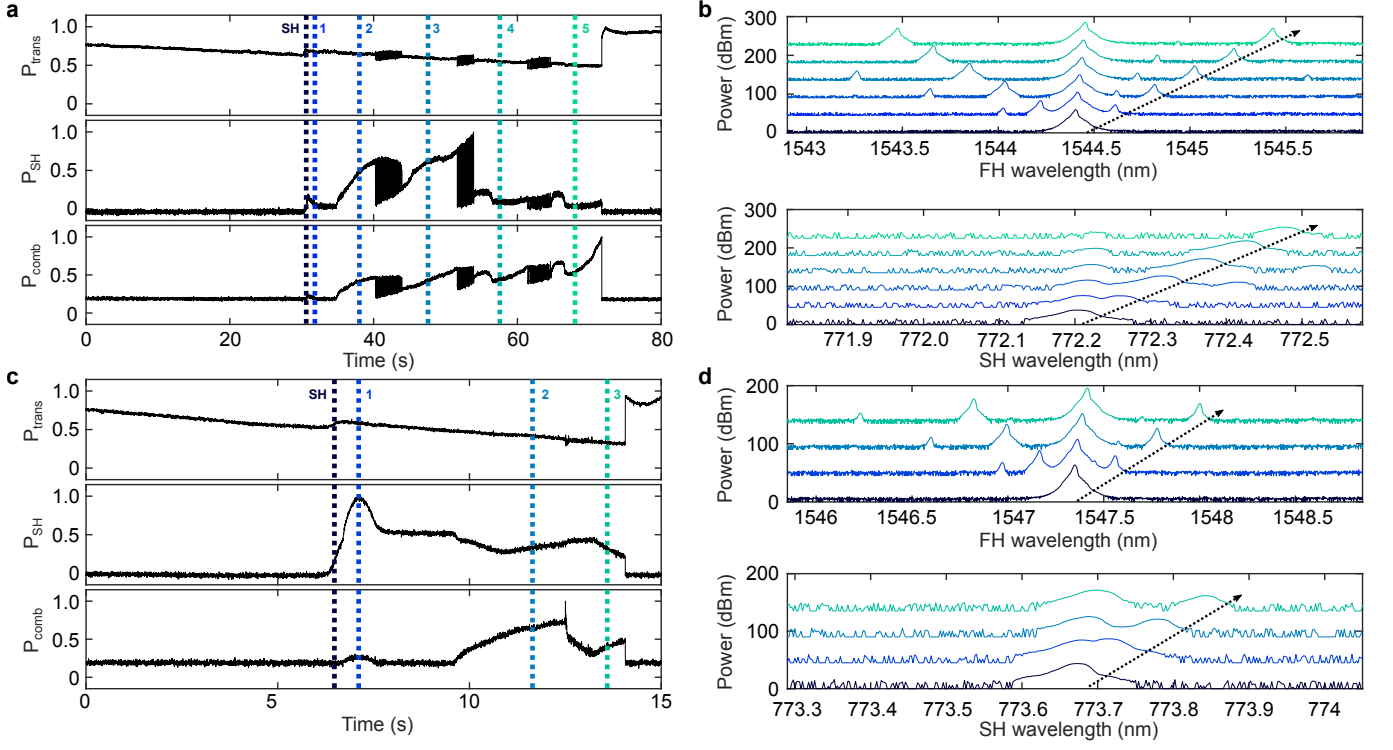 a
SH 1 2 3 4 5
P_trans
1.0
0.5
0
P_SH
1.0
0.5
0
P_comb
1.0
0.5
0
0 20 40 60 80
Time (s)
b
Power (dBm)
300
200
100
0
1543 1543.5 1544 1544.5 1545 1545.5
FH wavelength (nm)
Power (dBm)
300
200
100
0
771.9 772.0 772.1 772.2 772.3 772.4 772.5
SH wavelength (nm)
c
SH 1 2 3
P_trans
1.0
0.5
0
P_SH
1.0
0.5
0
P_comb
1.0
0.5
0
0 5 10 15
Time (s)
d
Power (dBm)
200
100
0
1546 1546.5 1547 1547.5 1548 1548.5
FH wavelength (nm)
Power (dBm)
200
100
0
773.3 773.4 773.5 773.6 773.7 773.8 773.9 774
SH wavelength (nm)